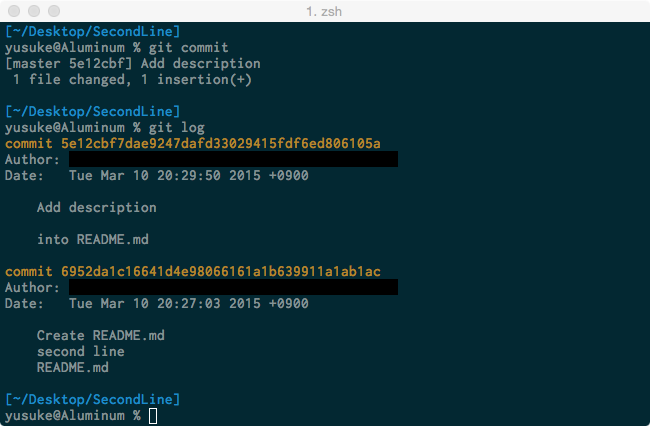 1. zsh
[~/Desktop/SecondLine]
yusuke@Aluminum % git commit
[master 5e12cbf] Add description
 1 file changed, 1 insertion(+)
[~/Desktop/SecondLine]
yusuke@Aluminum % git log
commit 5e12cbf7dae9247dafd33029415fdf6ed806105a
Author:
Date:   Tue Mar 10 20:29:50 2015 +0900
    Add description
    into README.md
commit 6952da1c16641d4e98066161a1b639911a1ab1ac
Author:
Date:   Tue Mar 10 20:27:03 2015 +0900
    Create README.md
    second line
    README.md
[~/Desktop/SecondLine]
yusuke@Aluminum %